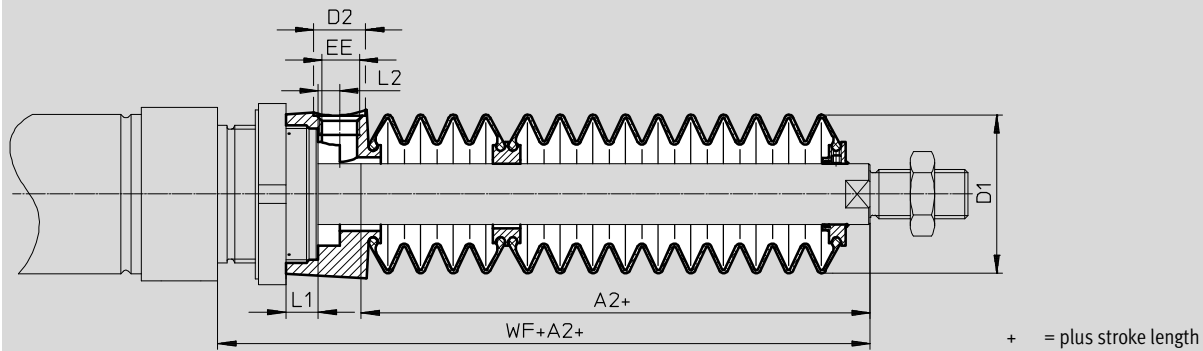 D2
EE
L2
D1
L1
A2+
WF+A2+
+ = plus stroke length